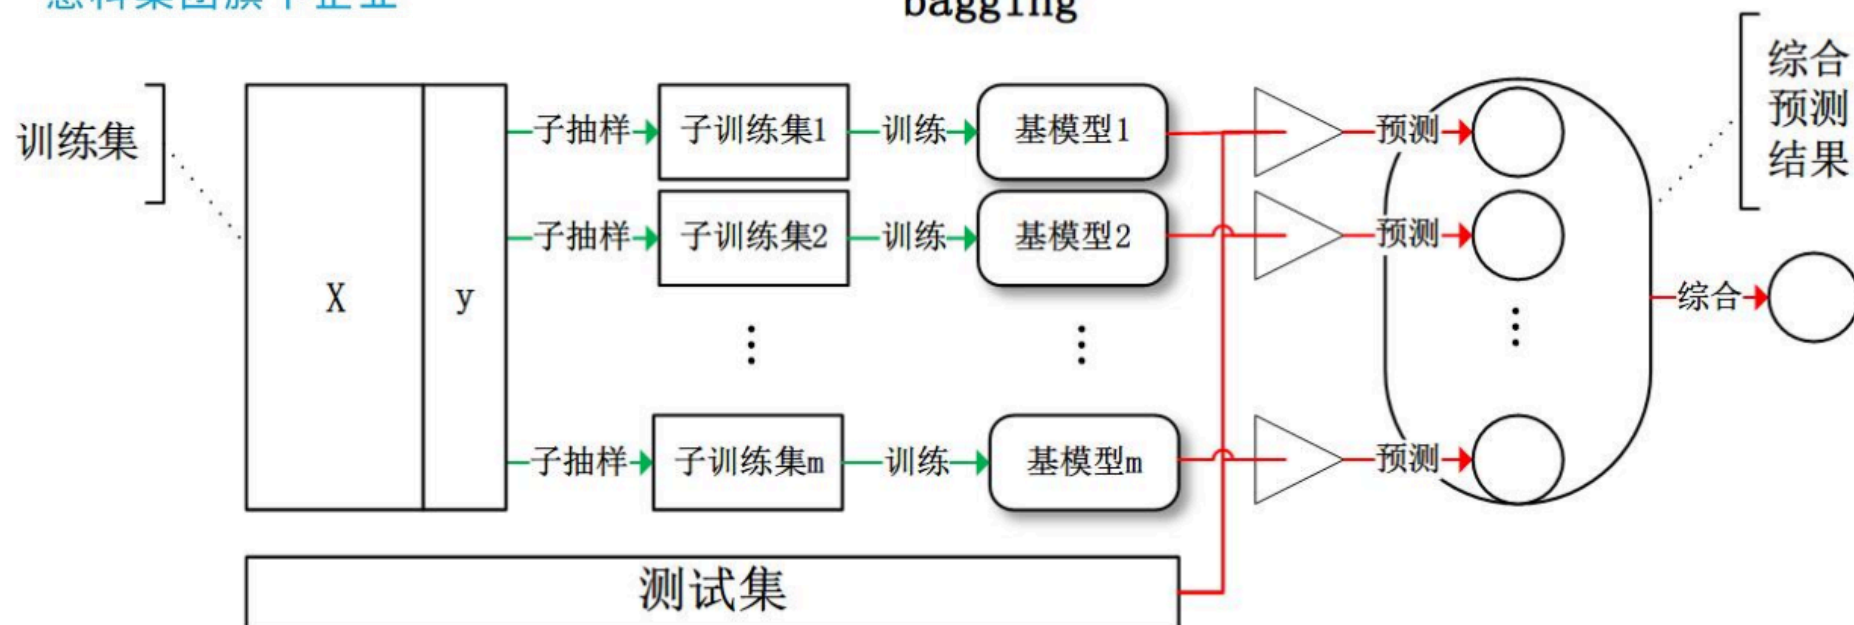 bagging
训练集
X
y
子抽样
子训练集1
训练
基模型1
预测
子抽样
子训练集2
训练
基模型2
预测
子抽样
子训练集m
训练
基模型m
预测
测试集
综合
预测
结果
综合